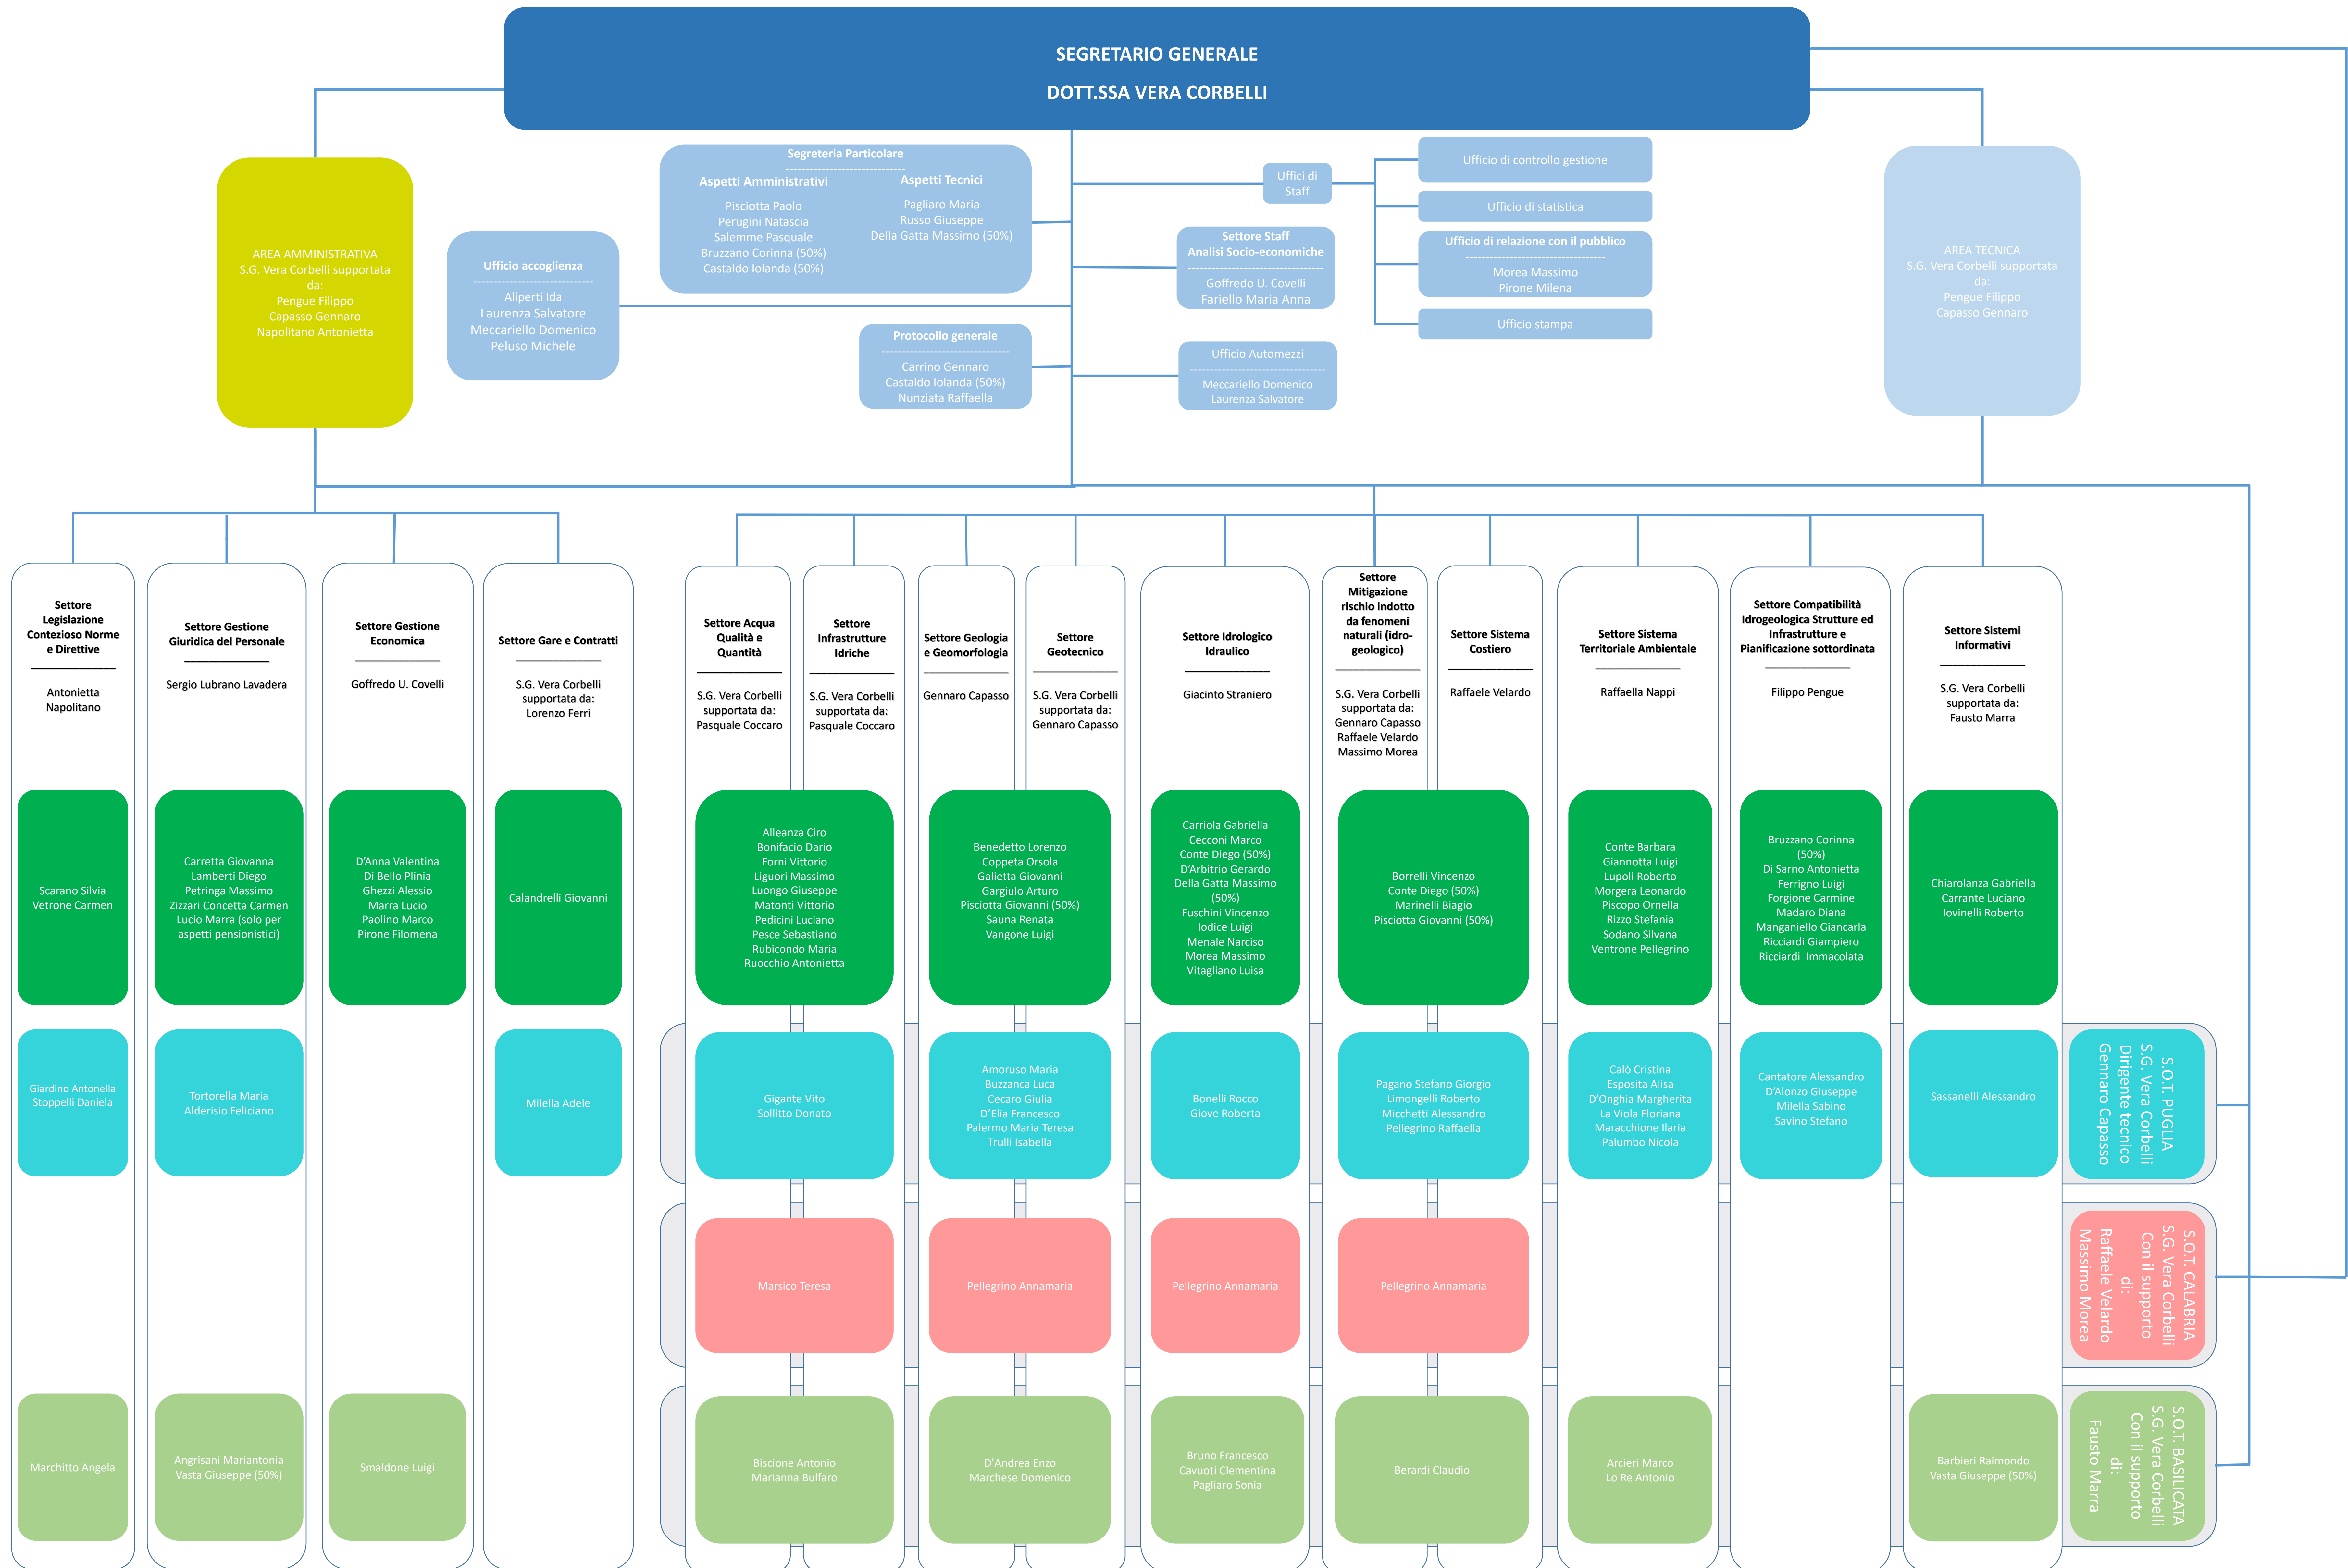 SEGRETARIO GENERALE
DOTT.SSA VERA CORBELLI
AREA AMMINISTRATIVA
S.G. Vera Corbelli supportata
da:
Pengue Filippo
Capasso Gennaro
Napolitano Antonietta
Ufficio accoglienza
------------------------------
Aliperti Ida
Laurenza Salvatore
Meccariello Domenico
Peluso Michele
Segreteria Particolare
------------------------------
Aspetti Amministrativi
Pisciotta Paolo
Perugini Natascia
Salemme Pasquale
Bruzzano Corinna (50%)
Castaldo Iolanda (50%)
Aspetti Tecnici
Pagliaro Maria
Russo Giuseppe
Della Gatta Massimo (50%)
Protocollo generale
--------------------------------
Carrino Gennaro
Castaldo Iolanda (50%)
Nunziata Raffaella
Uffici di
Staff
Settore Staff
Analisi Socio-economiche
----------------------------------
Goffredo U. Covelli
Fariello Maria Anna
Ufficio Automezzi
----------------------------------
Meccariello Domenico
Laurenza Salvatore
Ufficio di controllo gestione
Ufficio di statistica
Ufficio di relazione con il pubblico
-----------------------------------
Morea Massimo
Pirone Milena
Ufficio stampa
AREA TECNICA
S.G. Vera Corbelli supportata
da:
Pengue Filippo
Capasso Gennaro
Settore
Legislazione
Contezioso Norme
e Direttive
Antonietta
Napolitano
Settore Gestione
Giuridica del Personale
Sergio Lubrano Lavadera
Settore Gestione
Economica
Goffredo U. Covelli
Settore Gare e Contratti
S.G. Vera Corbelli
supportata da:
Lorenzo Ferri
Settore Acqua
Qualità e
Quantità
S.G. Vera Corbelli
supportata da:
Pasquale Coccaro
Settore
Infrastrutture
Idriche
S.G. Vera Corbelli
supportata da:
Pasquale Coccaro
Settore Geologia
e Geomorfologia
Gennaro Capasso
Settore
Geotecnico
S.G. Vera Corbelli
supportata da:
Gennaro Capasso
Settore Idrologico
Idraulico
Giacinto Straniero
Settore
Mitigazione
rischio indotto
da fenomeni
naturali (idro-
geologico)
S.G. Vera Corbelli
supportata da:
Gennaro Capasso
Raffaele Velardo
Massimo Morea
Settore Sistema
Costiero
Raffaele Velardo
Settore Sistema
Territoriale Ambientale
Raffaella Nappi
Settore Compatibilità
Idrogeologica Strutture ed
Infrastrutture e
Pianificazione sottordinata
Filippo Pengue
Settore Sistemi
Informativi
S.G. Vera Corbelli
supportata da:
Fausto Marra
Scarano Silvia
Vetrone Carmen
Carretta Giovanna
Lamberti Diego
Petringa Massimo
Zizzari Concetta Carmen
Lucio Marra (solo per
aspetti pensionistici)
D'Anna Valentina
Di Bello Plinia
Ghezzi Alessio
Marra Lucio
Paolino Marco
Pirone Filomena
Calandrelli Giovanni
Alleanza Ciro
Bonifacio Dario
Forni Vittorio
Liguori Massimo
Luongo Giuseppe
Matonti Vittorio
Pedicini Luciano
Pesce Sebastiano
Rubicondo Maria
Ruocchio Antonietta
Benedetto Lorenzo
Coppeta Orsola
Galietta Giovanni
Gargiulo Arturo
Pisciotta Giovanni (50%)
Sauna Renata
Vangone Luigi
Carriola Gabriella
Cecconi Marco
Conte Diego (50%)
D'Arbitrio Gerardo
Della Gatta Massimo
(50%)
Fuschini Vincenzo
Iodice Luigi
Menale Narciso
Morea Massimo
Vitagliano Luisa
Borrelli Vincenzo
Conte Diego (50%)
Marinelli Biagio
Pisciotta Giovanni (50%)
Conte Barbara
Giannotta Luigi
Lupoli Roberto
Morgera Leonardo
Piscopo Ornella
Rizzo Stefania
Sodano Silvana
Ventrone Pellegrino
Bruzzano Corinna
(50%)
Di Sarno Antonietta
Ferrigno Luigi
Forgione Carmine
Madaro Diana
Manganiello Giancarla
Ricciardi Giampiero
Ricciardi Immacolata
Chiarolanza Gabriella
Carrante Luciano
Iovinelli Roberto
Giardino Antonella
Stoppelli Daniela
Tortorella Maria
Alderisio Feliciano
Milella Adele
Gigante Vito
Sollitto Donato
Amoruso Maria
Buzzanca Luca
Cecaro Giulia
D'Elia Francesco
Palermo Maria Teresa
Trulli Isabella
Bonelli Rocco
Giove Roberta
Pagano Stefano Giorgio
Limongelli Roberto
Micchetti Alessandro
Pellegrino Raffaella
Calò Cristina
Esposita Alisa
D'Onghia Margherita
La Viola Floriana
Maracchione Ilaria
Palumbo Nicola
Cantatore Alessandro
D'Alonzo Giuseppe
Milella Sabino
Savino Stefano
Sassanelli Alessandro
S.O.T. PUGLIA
S.G. Vera Corbelli
Dirigente tecnico
Gennaro Capasso
Marsico Teresa
Pellegrino Annamaria
Pellegrino Annamaria
Pellegrino Annamaria
S.O.T. CALABRIA
S.G. Vera Corbelli
Con il supporto
di:
Raffaele Velardo
Massimo Morea
Marchitto Angela
Angrisani Mariantonia
Vasta Giuseppe (50%)
Smaldone Luigi
Biscione Antonio
Marianna Bulfaro
D'Andrea Enzo
Marchese Domenico
Bruno Francesco
Cavuoti Clementina
Pagliaro Sonia
Berardi Claudio
Arcieri Marco
Lo Re Antonio
Barbieri Raimondo
Vasta Giuseppe (50%)
S.O.T. BASILICATA
S.G. Vera Corbelli
Con il supporto
di:
Fausto Marra